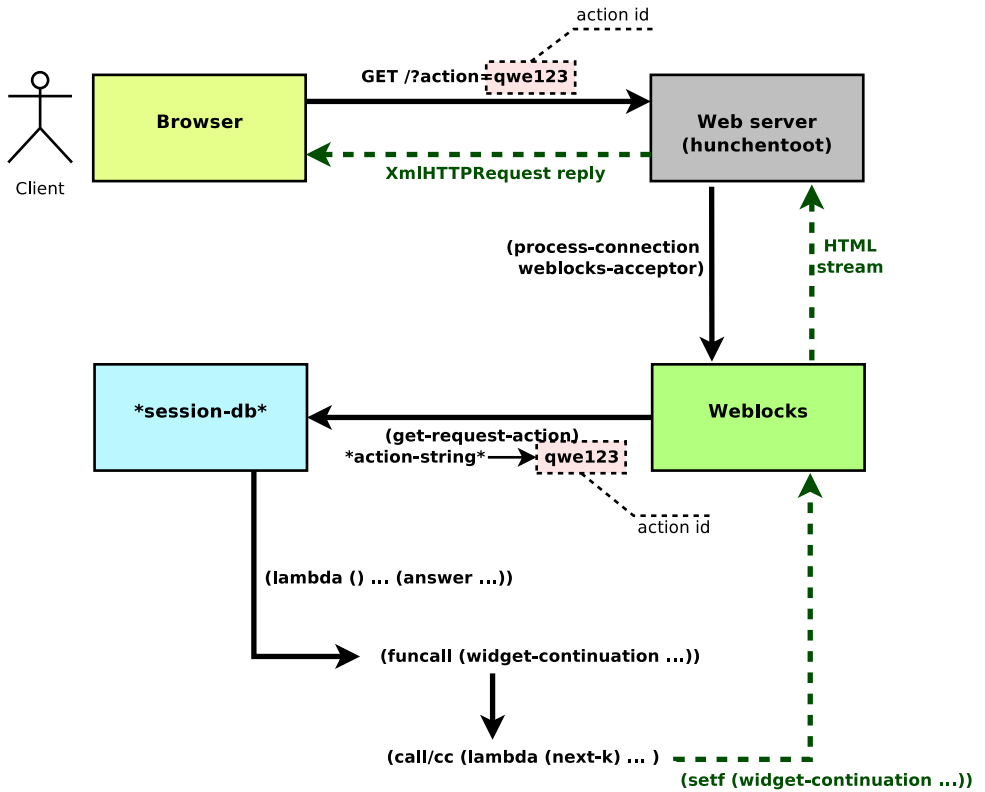 action id
GET /?action=qwe123
Browser
Web server
(hunchentoot)
XmlHTTPRequest reply
Client
(process-connection
weblocks-acceptor)
HTML
stream
*session-db*
Weblocks
(get-request-action)
*action-string*
qwe123
action id
(lambda () ... (answer ...))
(funcall (widget-continuation ...))
(call/cc (lambda (next-k) ... )
(setf (widget-continuation ...))